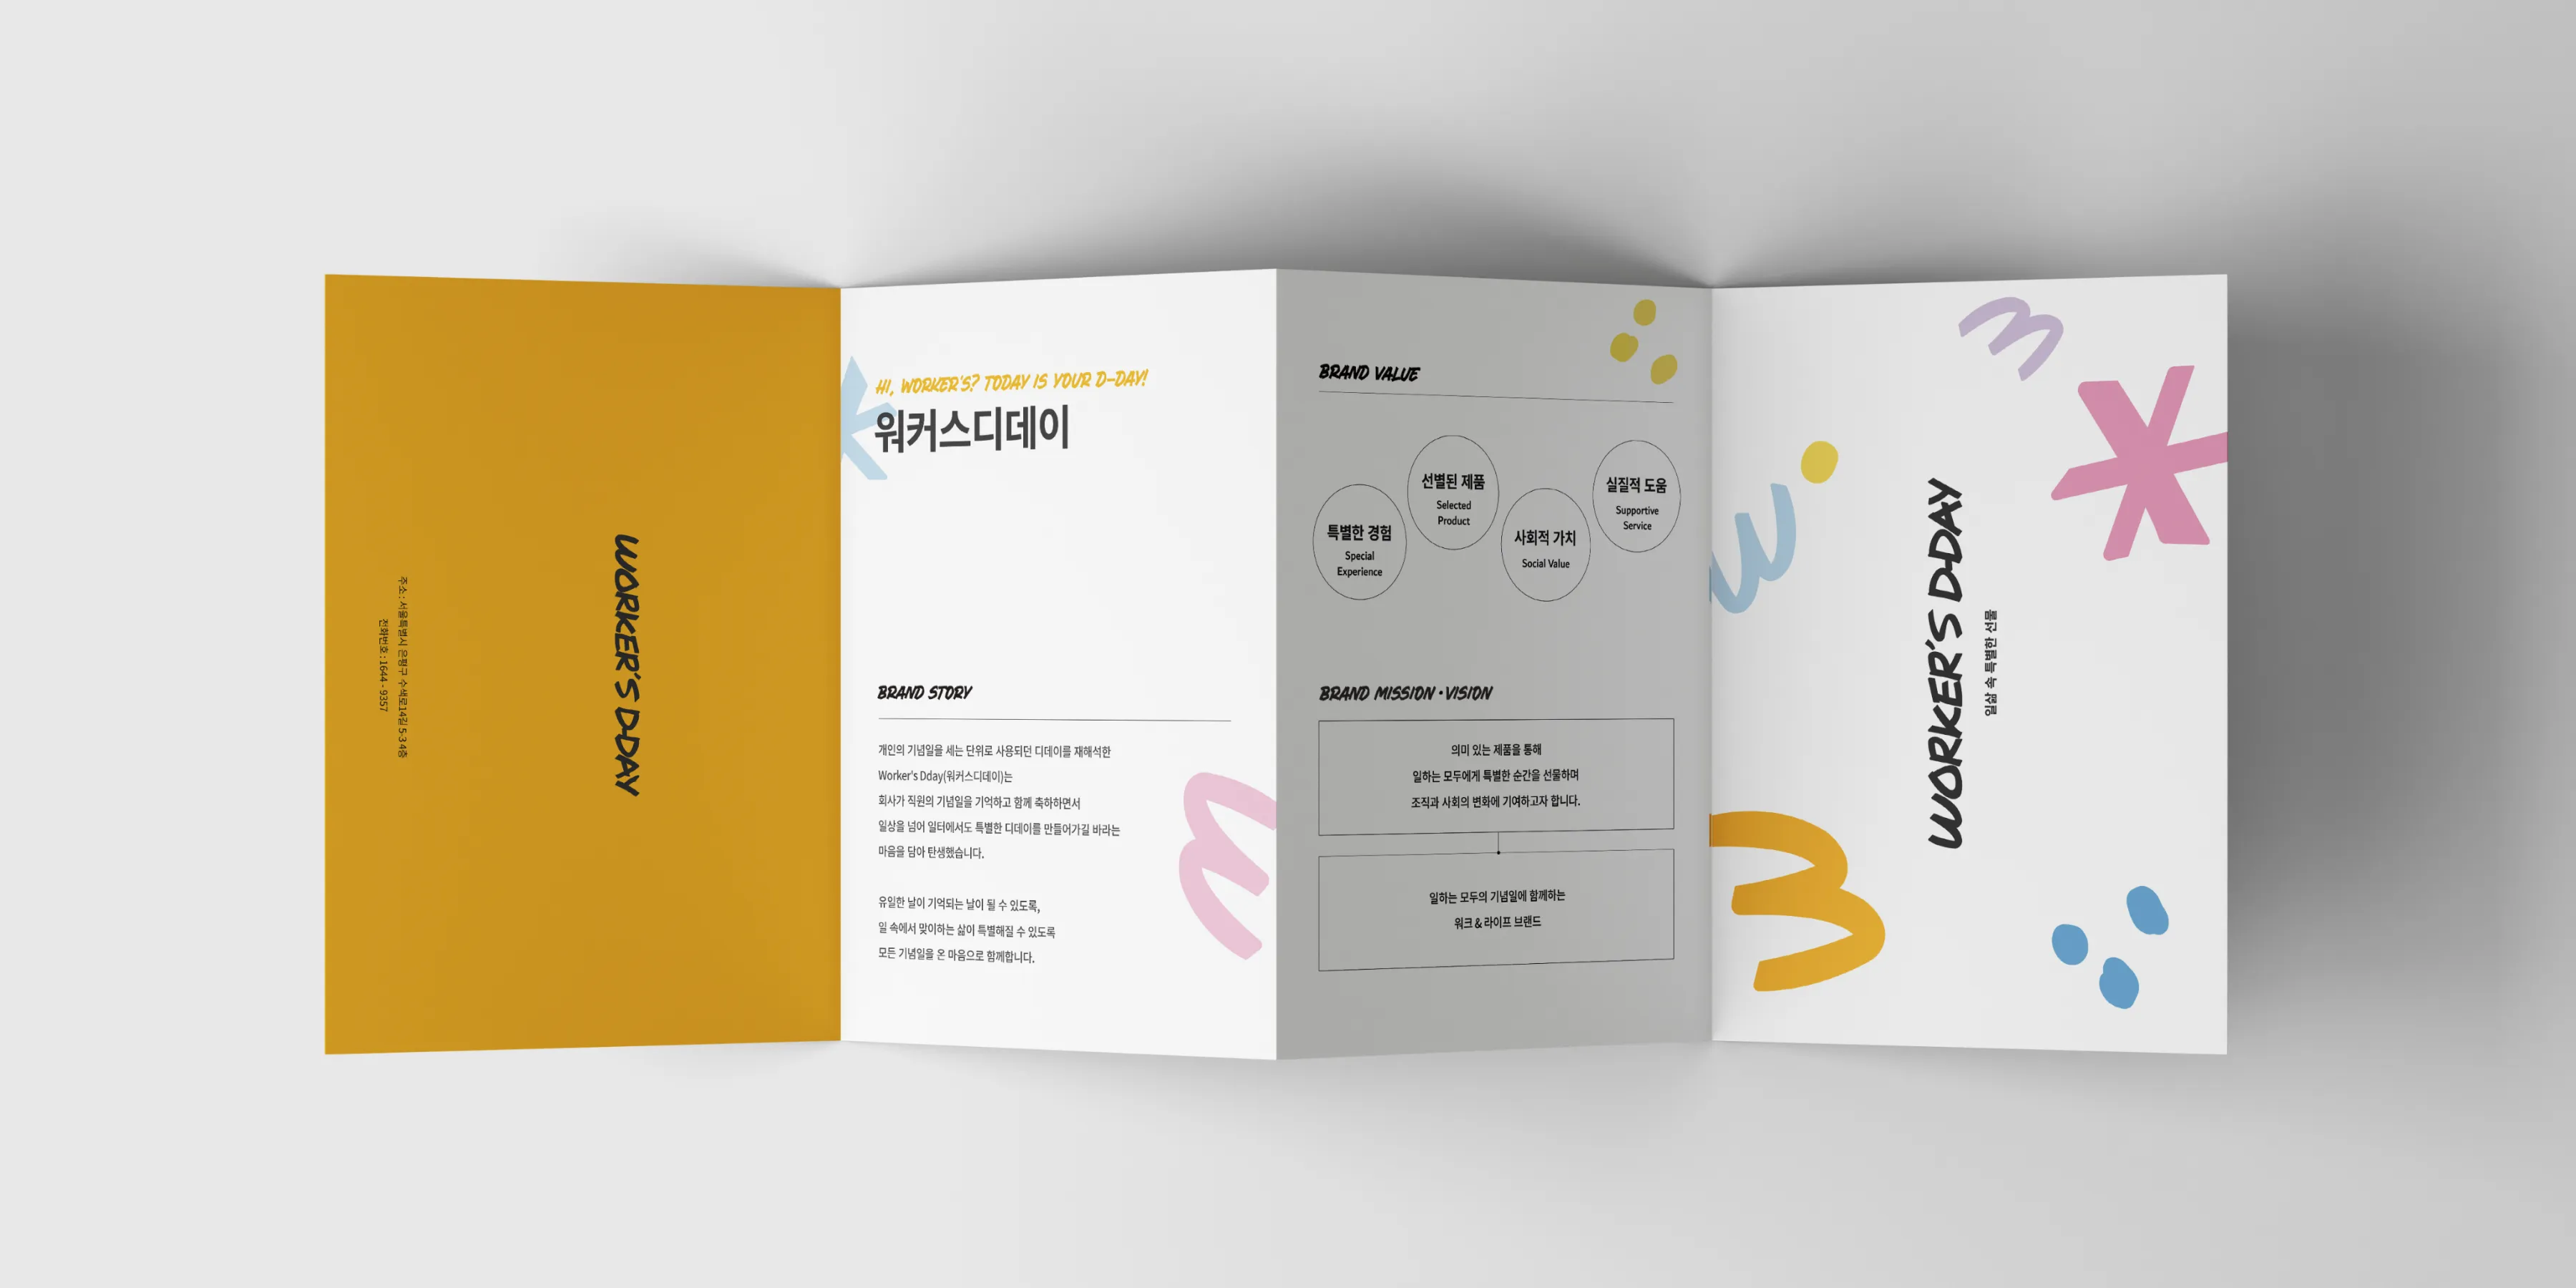 WORKER'S D-DAY
주소 : 서울특별시 은평구 수색로14길 5-3 4층
전화번호 : 1644 - 9357
HI, WORKER'S? TODAY IS YOUR D-DAY!
워커스디데이
BRAND STORY
개인의 기념일을 세는 단위로 사용되던 디데이를 재해석한
Worker's Dday(워커스디데이)는
회사가 직원의 기념일을 기억하고 함께 축하하면서
일상을 넘어 일터에서도 특별한 디데이를 만들어가길 바라는
마음을 담아 탄생했습니다.
유일한 날이 기억되는 날이 될 수 있도록,
일 속에서 맞이하는 삶이 특별해질 수 있도록
모든 기념일을 온 마음으로 함께합니다.
BRAND VALUE
특별한 경험
Special
Experience
선별된 제품
Selected
Product
사회적 가치
Social Value
실질적 도움
Supportive
Service
BRAND MISSION · VISION
의미 있는 제품을 통해
일하는 모두에게 특별한 순간을 선물하며
조직과 사회의 변화에 기여하고자 합니다.
일하는 모두의 기념일에 함께하는
워크 & 라이프 브랜드
WORKER'S D-DAY
일삶 속 특별한 선물